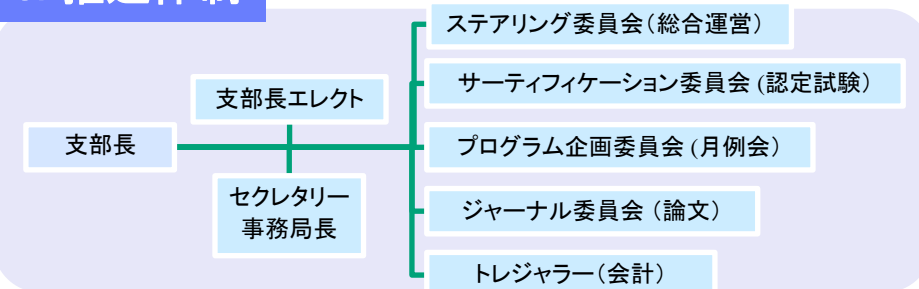 推進体制
ステアリング委員会（総合運営）
支部長エレクト
サーティフィケーション委員会 (認定試験）
支部長
プログラム企画委員会 (月例会）
セクレタリー
事務局長
ジャーナル委員会 （論文）
トレジャラー（会計）